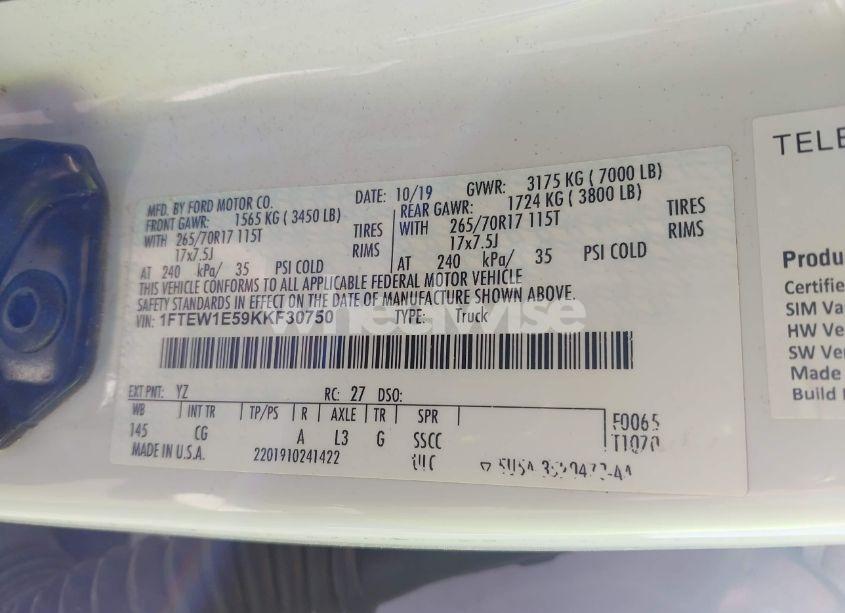 MFD. BY FORD MOTOR CO. DATE: 10/19 GVWR: 3175 KG ( 7000 LB)
FRONT GAWR: 1565 KG ( 3450 LB) REAR GAWR: 1724 KG ( 3800 LB)
WITH 265/70R17 115T TIRES WITH 265/70R17 115T TIRES
17x7.5J RIMS 17x7.5J RIMS
AT 240 kPa/ 35 PSI COLD AT 240 kPa/ 35 PSI COLD
THIS VEHICLE CONFORMS TO ALL APPLICABLE FEDERAL MOTOR VEHICLE
SAFETY STANDARDS IN EFFECT ON THE DATE OF MANUFACTURE SHOWN ABOVE.
VIN: 1FTEW1E59KKF30750 TYPE: Truck
wheelwise
EXT PNT: YZ RC: 27 DSO:
WB INT TR TP/PS R AXLE TR SPR
145 CG A L3 G SSCC
F0065
T1070
MADE IN U.S.A. 2201910241422
TELE
Produ
Certifie
SIM Va
HW Ve
SW Ver
Made
Build